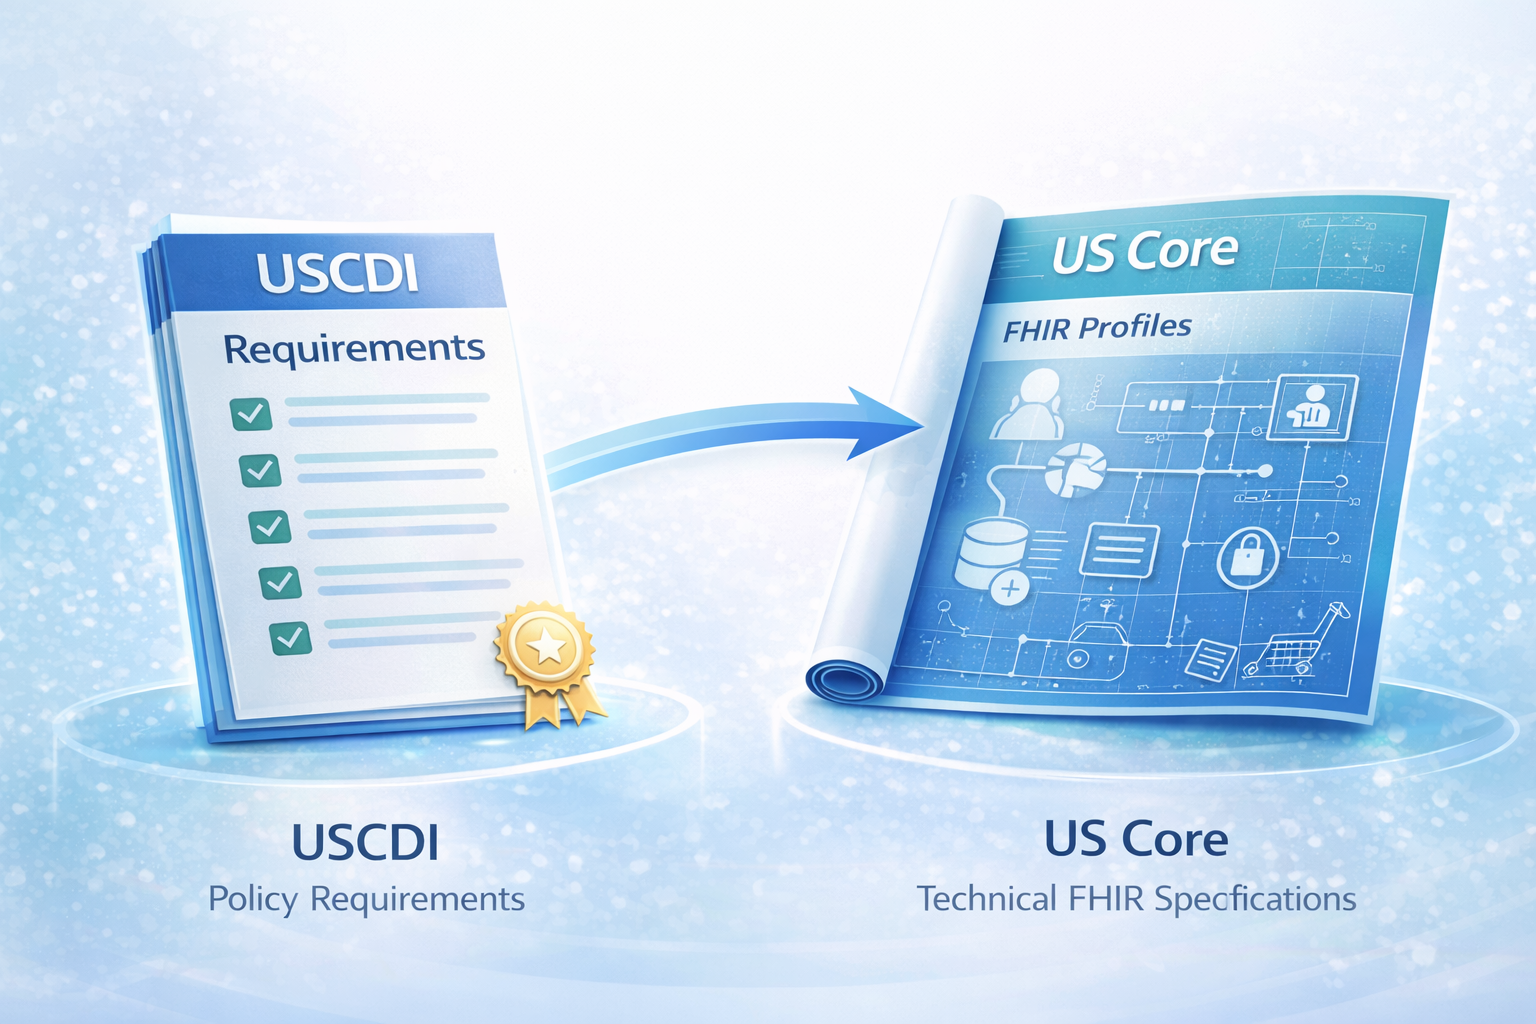 USCDI
Requirements
US Core
FHIR Profiles
USCDI
Policy Requirements
US Core
Technical FHIR Specfications